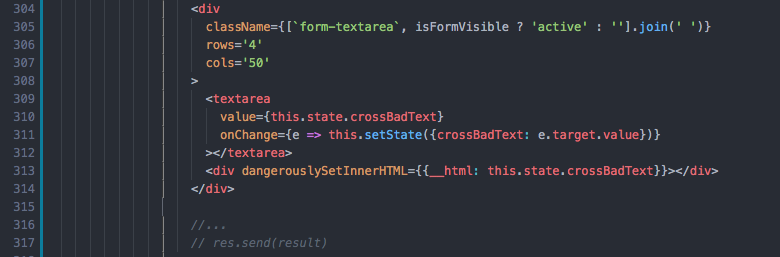 304 <div
305 className={[`form-textarea`, isFormVisible ? 'active' : ''].join(' ')}
306 rows='4'
307 cols='50'
308 >
309 <textarea
310 value={this.state.crossBadText}
311 onChange={e => this.setState({crossBadText: e.target.value})}
312 ></textarea>
313 <div dangerouslySetInnerHTML={{__html: this.state.crossBadText}}></div>
314 </div>
315
316 //...
317 // res.send(result)